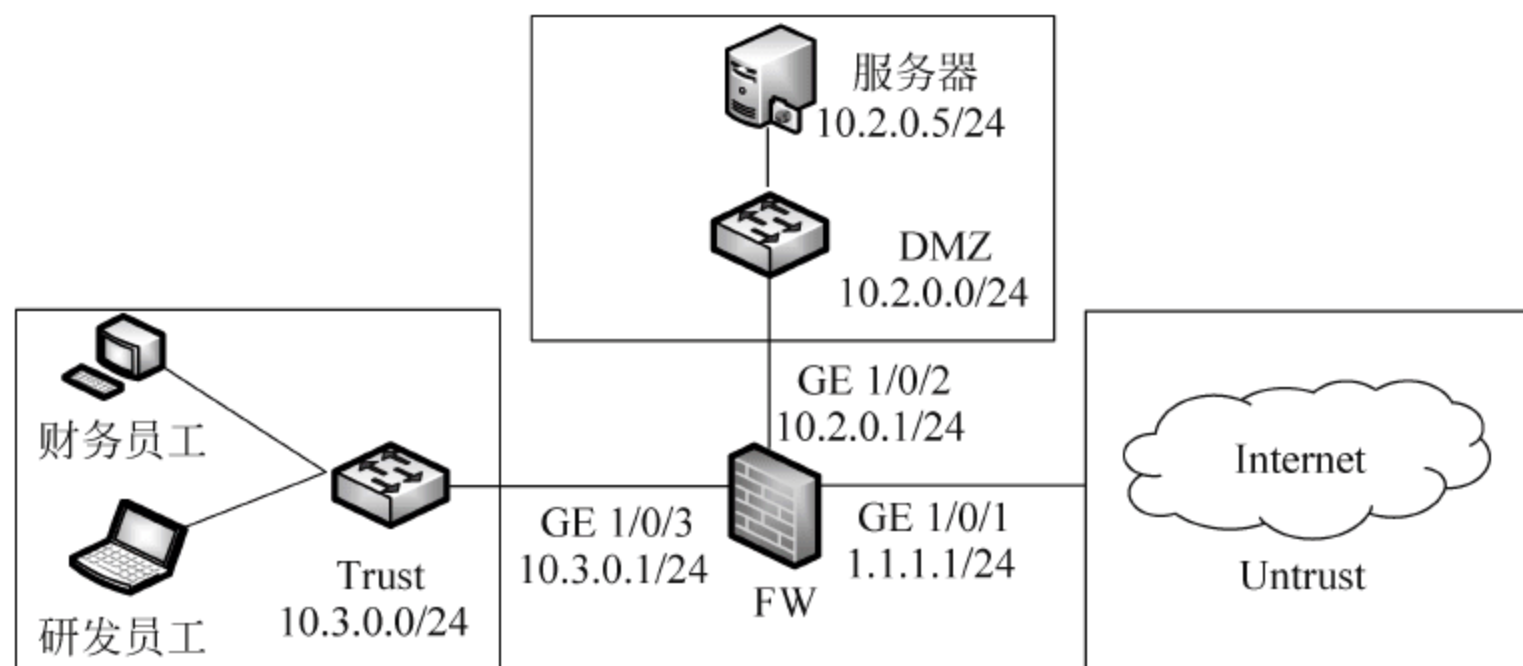 服务器
10.2.0.5/24
DMZ
10.2.0.0/24
GE 1/0/2
10.2.0.1/24
财务员工
研发员工
Trust
10.3.0.0/24
GE 1/0/3
10.3.0.1/24
FW
GE 1/0/1
1.1.1.1/24
Internet
Untrust